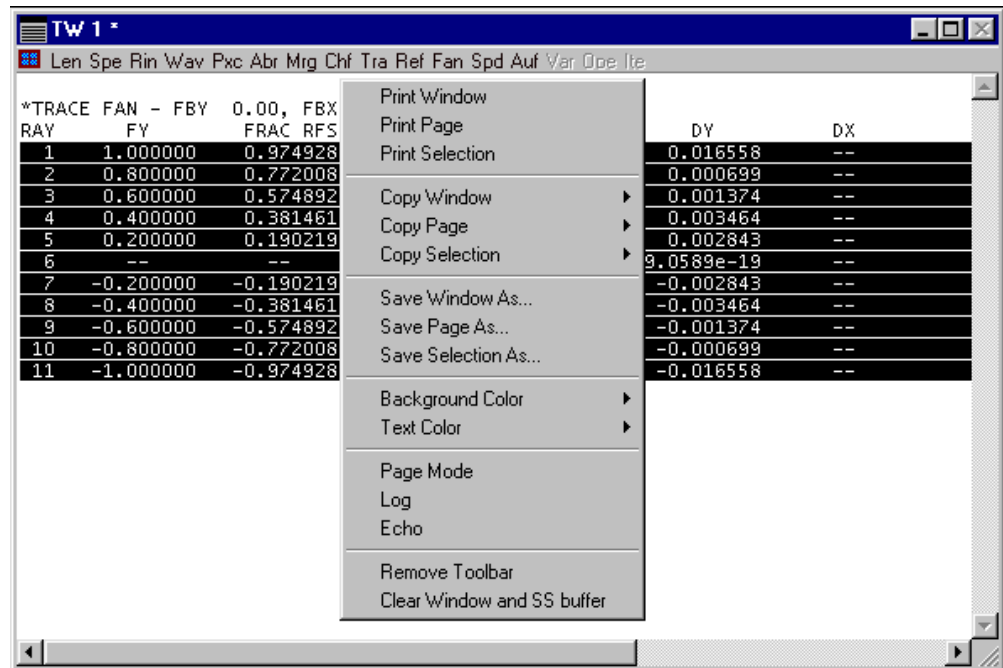 TW 1 *
Len Spe Rin Wav Pxc Abr Mrg Chf Tra Ref Fan Spd Auf Var Ope Ite
*TRACE FAN - FBY 0.00, FBX
RAY FY FRAC RFS DY DX
1 1.000000 0.974928 0.016558 --
2 0.800000 0.772008 0.000699 --
3 0.600000 0.574892 0.001374 --
4 0.400000 0.381461 0.003464 --
5 0.200000 0.190219 0.002843 --
6 -- -- 9.0589e-19 --
7 -0.200000 -0.190219 -0.002843 --
8 -0.400000 -0.381461 -0.003464 --
9 -0.600000 -0.574892 -0.001374 --
10 -0.800000 -0.772008 -0.000699 --
11 -1.000000 -0.974928 -0.016558 --
Print Window
Print Page
Print Selection
Copy Window
Copy Page
Copy Selection
Save Window As...
Save Page As...
Save Selection As...
Background Color
Text Color
Page Mode
Log
Echo
Remove Toolbar
Clear Window and SS buffer